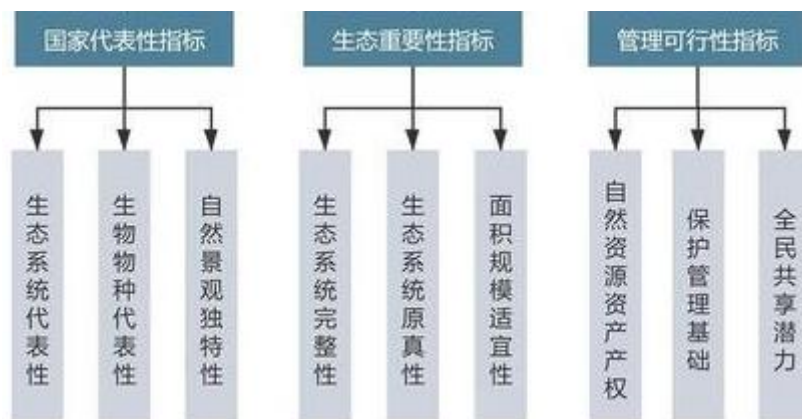 国家代表性指标
生态系统代表性
生物物种代表性
自然景观独特性
生态重要性指标
生态系统完整性
生态系统原真性
面积规模适宜性
管理可行性指标
自然资源资产产权
保护管理基础
全民共享潜力